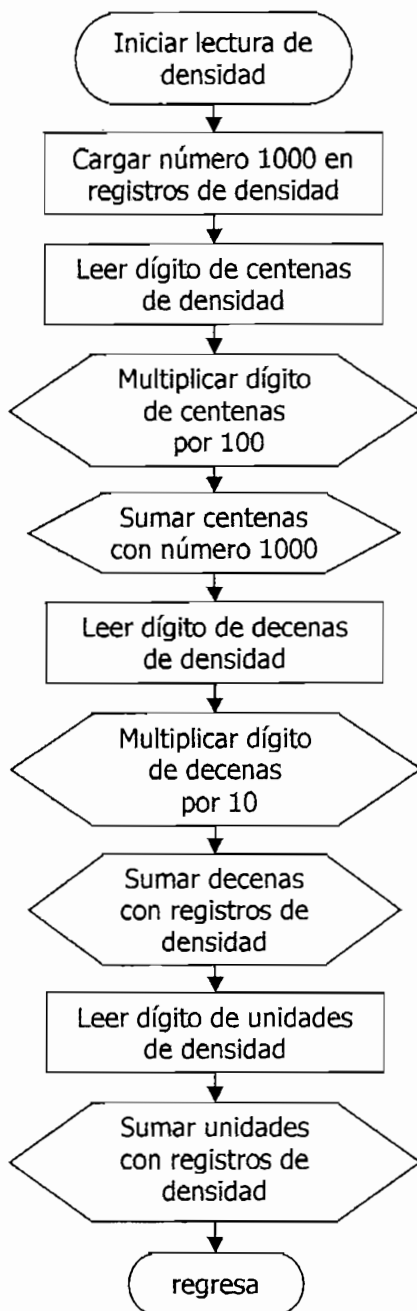 Iniciar lectura de
densidad
Cargar número 1000 en
registros de densidad
Leer dígito de centenas
de densidad
Multiplicar dígito
de centenas
por 100
Sumar centenas
con número 1000
Leer dígito de decenas
de densidad
Multiplicar dígito
de decenas
por 10
Sumar decenas
con registros de
densidad
Leer dígito de unidades
de densidad
Sumar unidades
con registros de
densidad
regresa